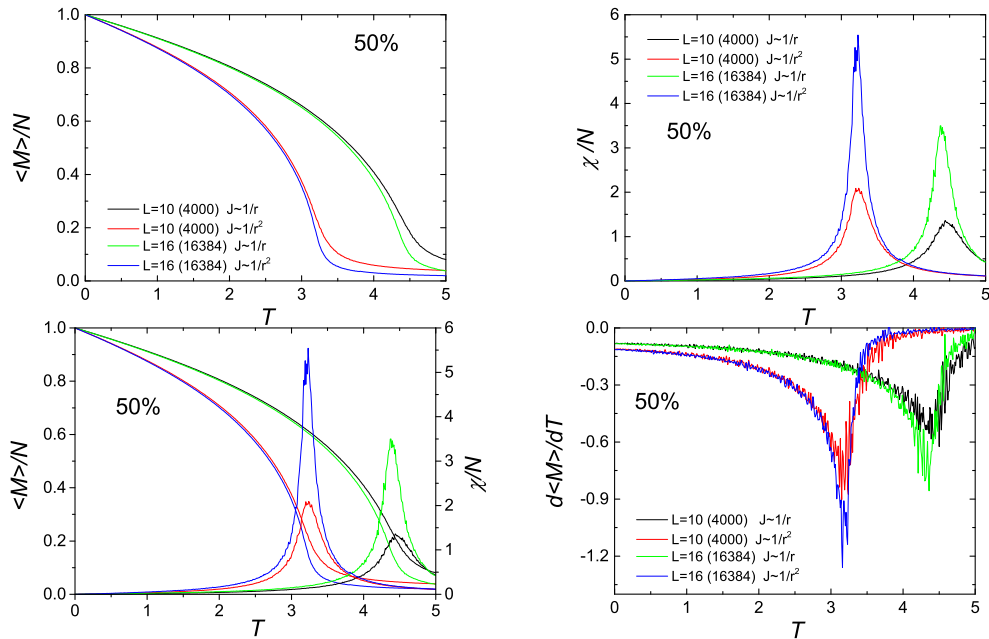 1.0
0.8
0.6
0.4
0.2
0.0
<M>/N
50%
L=10 (4000) J~1/r
L=10 (4000) J~1/r²
L=16 (16384) J~1/r
L=16 (16384) J~1/r²
0 1 2 3 4 5
T
6
5
4
3
2
1
0
χ/N
L=10 (4000) J~1/r
L=10 (4000) J~1/r²
L=16 (16384) J~1/r
L=16 (16384) J~1/r²
50%
0 1 2 3 4 5
T
1.0
0.8
0.6
0.4
0.2
0.0
<M>/N
50%
6
5
4
3
2
1
0
χ/N
0 1 2 3 4 5
T
0.0
-0.3
-0.6
-0.9
-1.2
d<M>/dT
50%
L=10 (4000) J~1/r
L=10 (4000) J~1/r²
L=16 (16384) J~1/r
L=16 (16384) J~1/r²
0 1 2 3 4 5
T